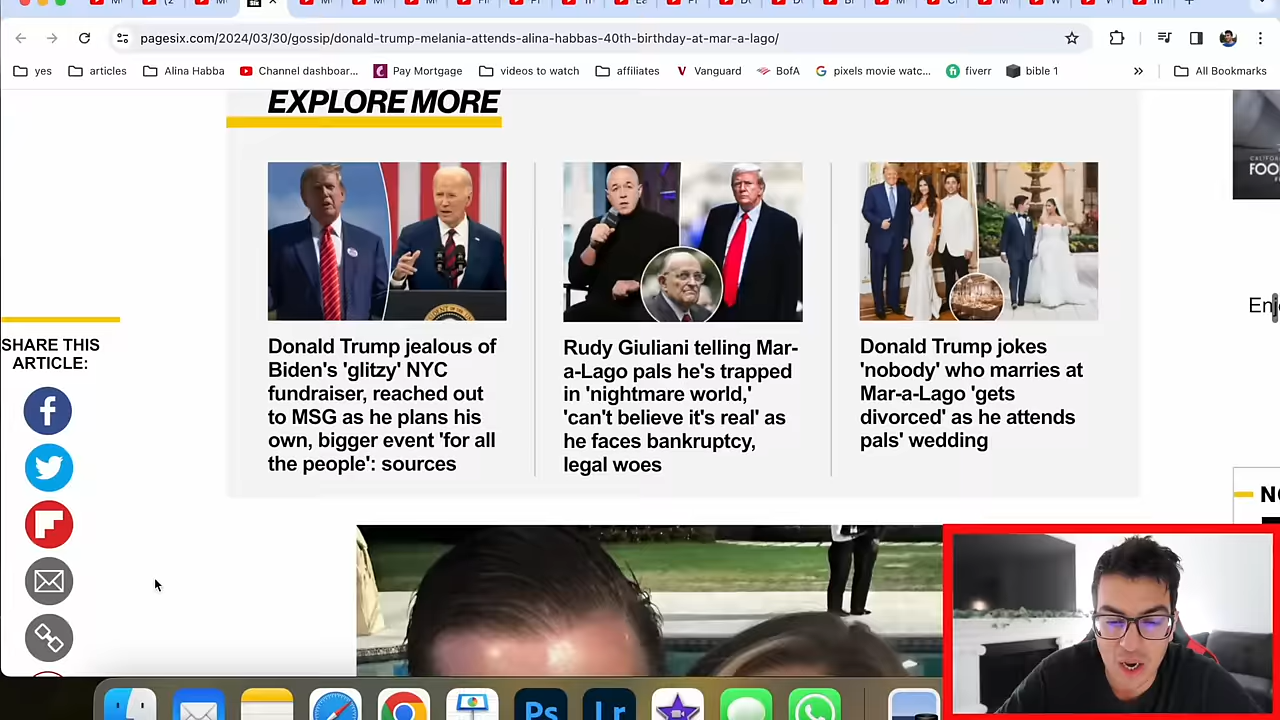 pagesix.com/2024/03/30/gossip/donald-trump-melania-attends-alina-habbas-40th-birthday-at-mar-a-lago/
yes articles Alina Habba Channel dashboar... Pay Mortgage videos to watch affiliates Vanguard BofA pixels movie watc... fiverr bible 1 » All Bookmarks
EXPLORE MORE
Donald Trump jealous of
Biden's 'glitzy' NYC
fundraiser, reached out
to MSG as he plans his
own, bigger event 'for all
the people': sources
Rudy Giuliani telling Mar-
a-Lago pals he's trapped
in 'nightmare world,'
'can't believe it's real' as
he faces bankruptcy,
legal woes
Donald Trump jokes
'nobody' who marries at
Mar-a-Lago 'gets
divorced' as he attends
pals' wedding
SHARE THIS
ARTICLE:
Ps
Lr